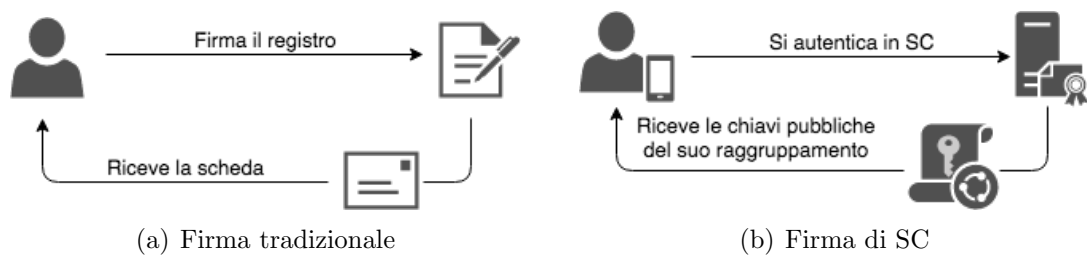 Firma il registro
Riceve la scheda
(a) Firma tradizionale
Si autentica in SC
Riceve le chiavi pubbliche
del suo raggruppamento
(b) Firma di SC